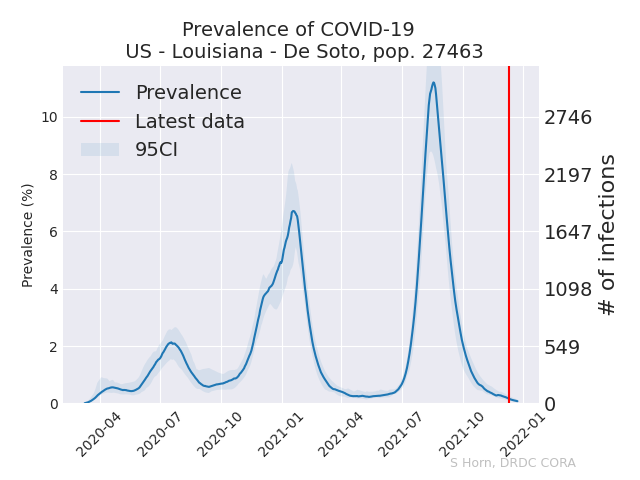 Prevalence of COVID-19
US - Louisiana - De Soto, pop. 27463
Prevalence
Latest data
95CI
Prevalence (%)
10
8
6
4
2
0
2746
2197
1647
1098
549
0
# of infections
2020-04
2020-07
2020-10
2021-01
2021-04
2021-07
2021-10
2022-01
S Horn, DRDC CORA